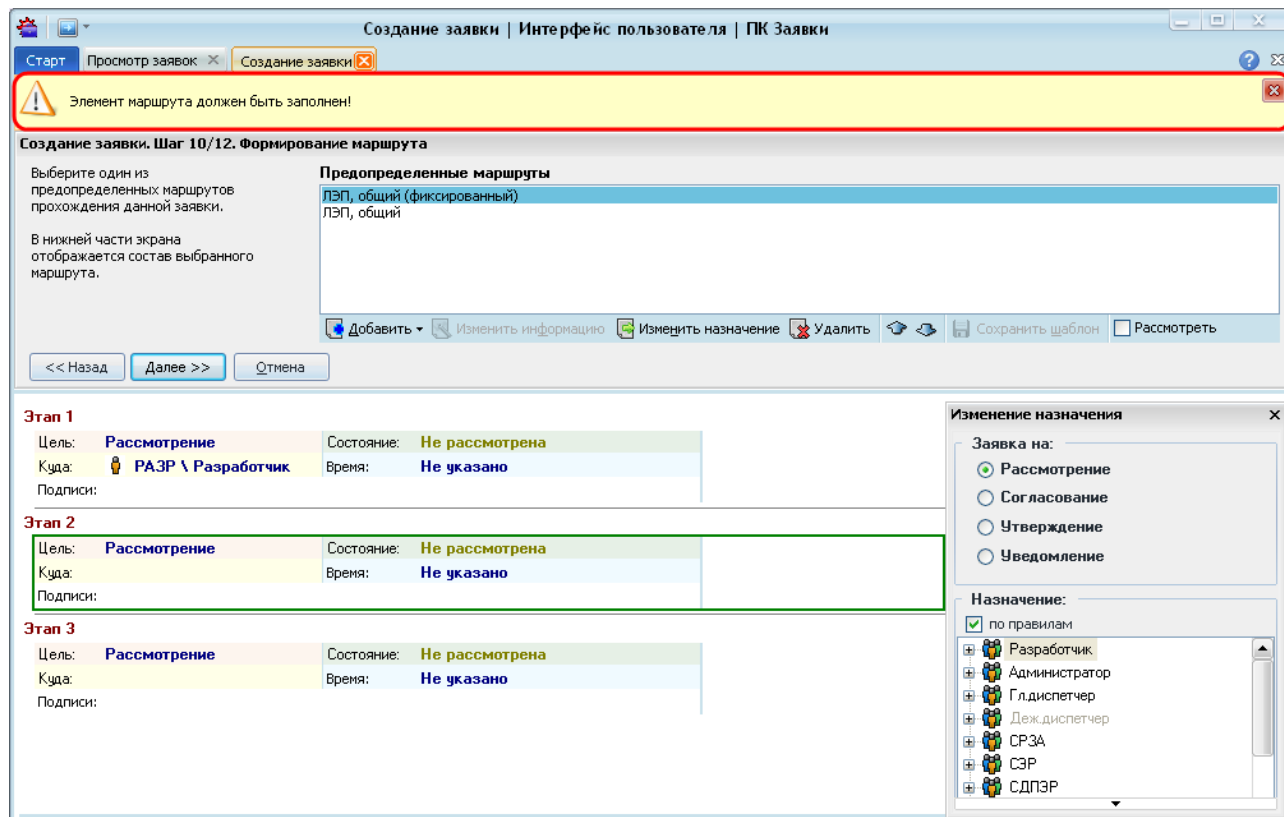 Создание заявки | Интерфейс пользователя | ПК Заявки
Старт Просмотр заявок Создание заявки
Элемент маршрута должен быть заполнен!
Создание заявки. Шаг 10/12. Формирование маршрута
Выберите один из
предопределенных маршрутов
прохождения данной заявки.
В нижней части экрана
отображается состав выбранного
маршрута.
Предопределенные маршруты
ЛЭП, общий (фиксированный)
ЛЭП, общий
Добавить Изменить информацию Изменить назначение Удалить Сохранить шаблон Рассмотреть
<< Назад Далее >> Отмена
Этап 1
Цель: Рассмотрение Состояние: Не рассмотрена
Куда: РАЗР \ Разработчик Время: Не указано
Подписи:
Этап 2
Цель: Рассмотрение Состояние: Не рассмотрена
Куда: Время: Не указано
Подписи:
Этап 3
Цель: Рассмотрение Состояние: Не рассмотрена
Куда: Время: Не указано
Подписи:
Изменение назначения
Заявка на:
Рассмотрение
Согласование
Утверждение
Уведомление
Назначение:
по правилам
Разработчик
Администратор
Гл.диспетчер
Деж.диспетчер
СРЗА
СЭР
СДПЭР